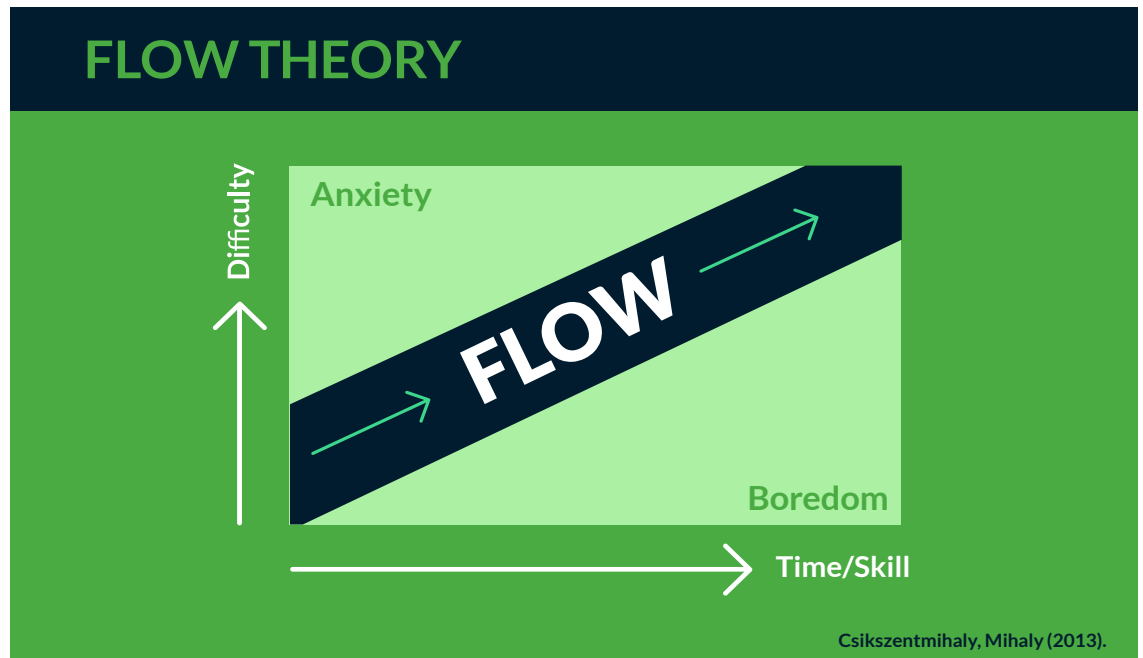 FLOW THEORY
Difficulty
Anxiety
FLOW
Boredom
Time/Skill
Csikszentmihaly, Mihaly (2013).